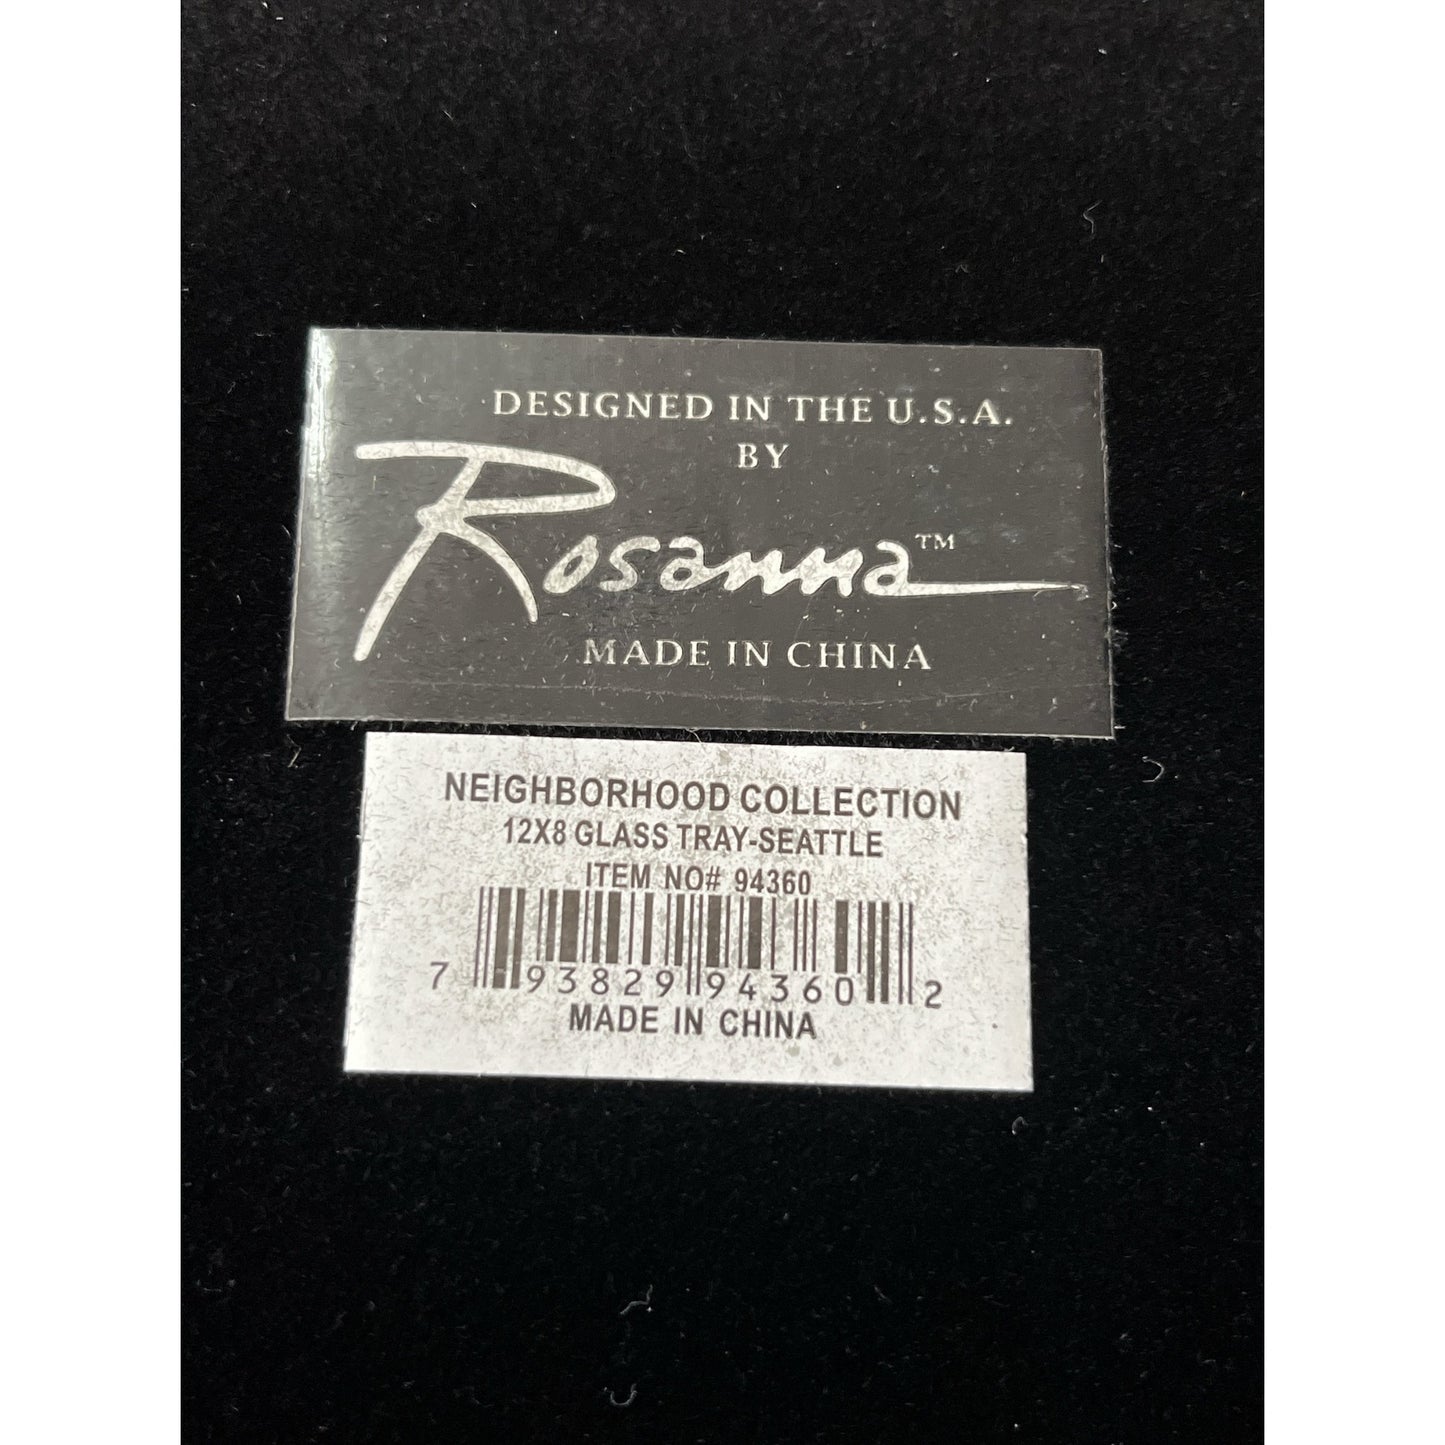 DESIGNED IN THE U.S.A.
BY
Rosanna™
MADE IN CHINA
NEIGHBORHOOD COLLECTION
12X8 GLASS TRAY-SEATTLE
ITEM NO# 94360
7 93829 94360 2
MADE IN CHINA